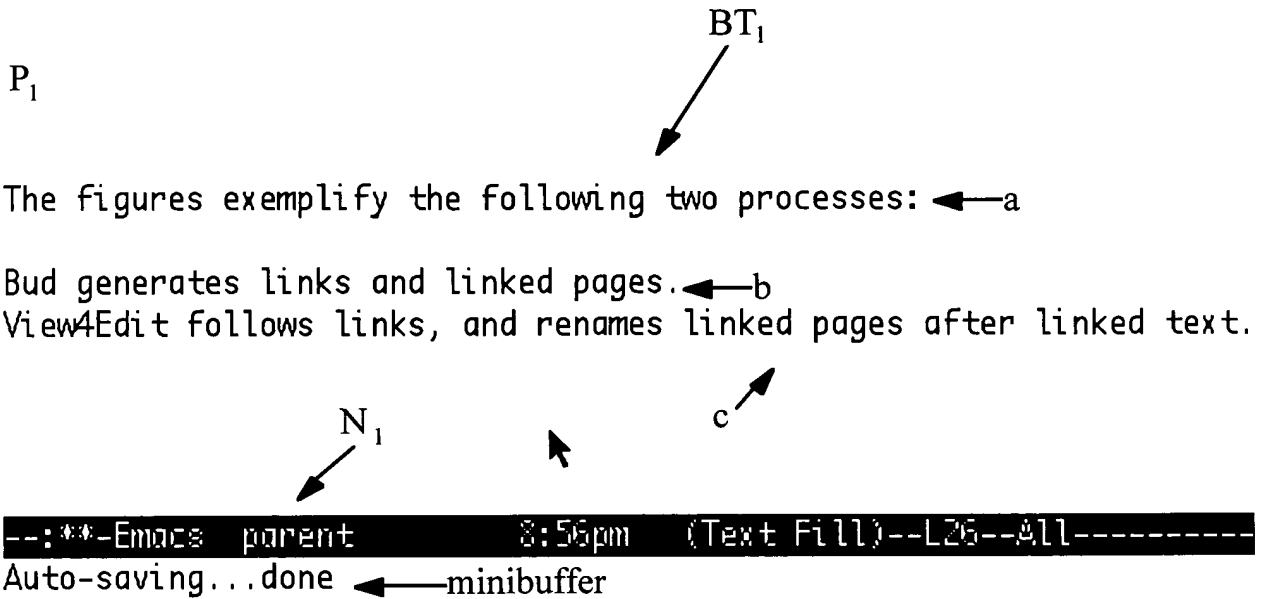 BT₁
P₁
The figures exemplify the following two processes: a
Bud generates links and linked pages. b
View4Edit follows links, and renames linked pages after linked text.
c
N₁
--:**-Emacs parent 8:56pm (Text Fill)--L26--All----------
Auto-saving...done minibuffer